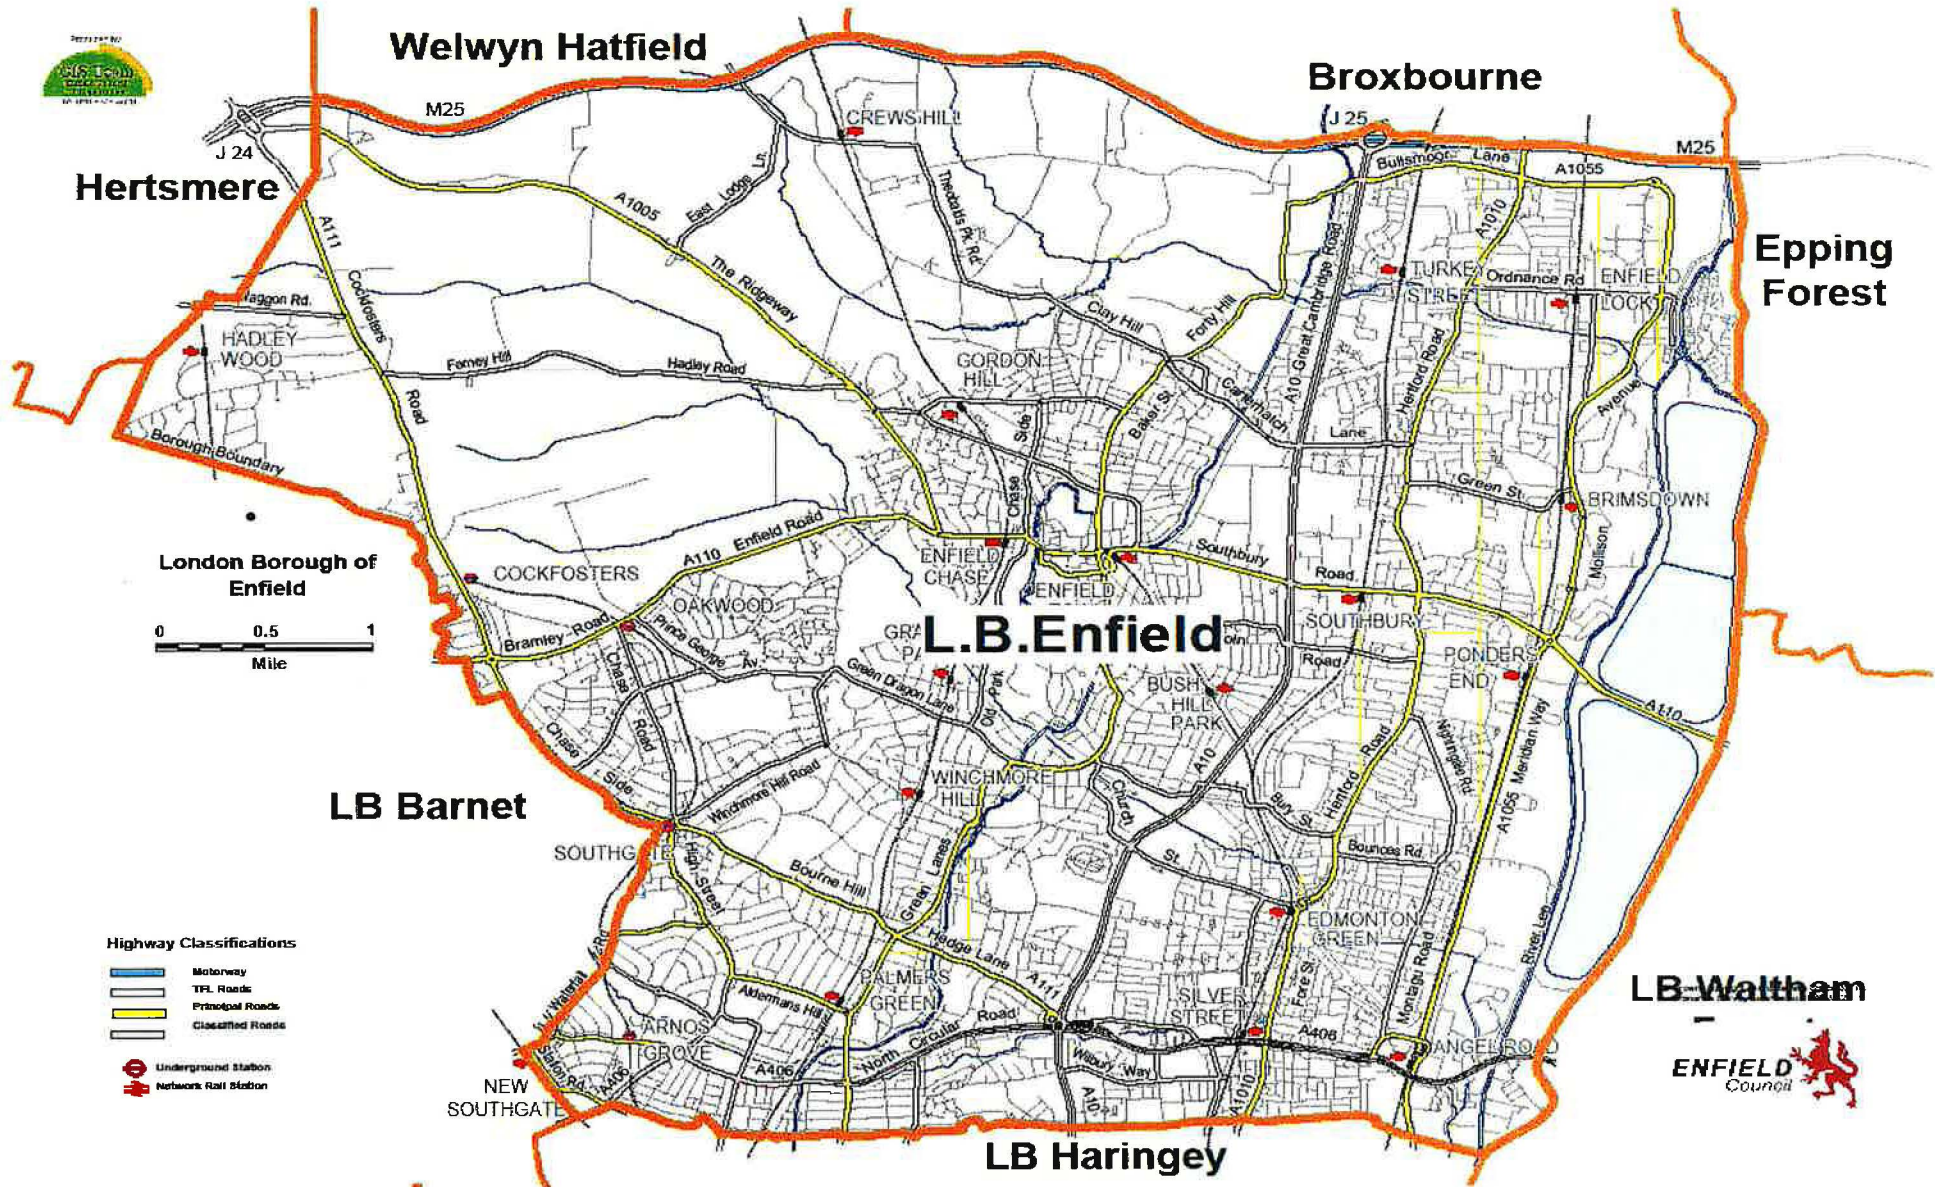 Welwyn Hatfield
Broxbourne
M25
J 24
Hertsmere
CREWS HILL
J 25
Bullsmoor Lane
M25
A1055
Epping
Forest
A111
A1005
East Lodge Ln.
Theobalds Pk Rd
A1010
The Ridgeway
Cockfosters
Road
A10 Great Cambridge Road
TURKEY
STREET
Ordnance Rd
ENFIELD
LOCK
Waggon Rd.
HADLEY
WOOD
Ferney Hill
Hadley Road
Clay Hill
Forty Hill
GORDON
HILL
Carterhatch
Lane
Hertford Road
Avenue
Baker St.
Chase
Side
Borough Boundary
Green St.
BRIMSDOWN
Mollison
London Borough of
Enfield
0 0.5 1
Mile
COCKFOSTERS
A110 Enfield Road
ENFIELD
CHASE
ENFIELD
Southbury
Road
SOUTHBURY
OAKWOOD
Bramley Road
Prince George Av.
L.B.Enfield
GRA
PA
Road
PONDERS
END
Chase
Road
Green Dragon Lane
Old Park
BUSH
HILL
PARK
A110
A1055 Meridian Way
Nightingale Rd
Chase
Side
Winchmore Hill Road
WINCHMORE
HILL
A10
Church
St.
Bury St.
Hertford Road
Bounces Rd.
LB Barnet
SOUTHGATE
High Street
Bourne Hill
Green Lanes
Hedge Lane
A111
EDMONTON
GREEN
River Lee
Highway Classifications
Motorway
TFL Roads
Principal Roads
Classified Roads
Underground Station
Network Rail Station
Aldermans Hill
PALMERS
GREEN
SILVER
STREET
Fore St.
Montagu Road
LB Waltham
ARNOS
GROVE
North Circular Road
A406
A406
A406
Wilbury Way
ANGEL ROAD
NEW
SOUTHGATE
Station Rd
A10
A1010
ENFIELD
Council
LB Haringey